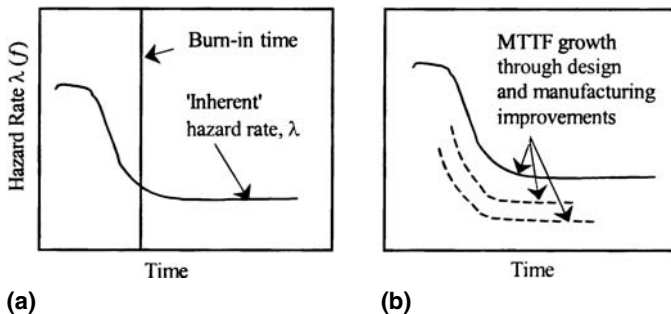 Hazard Rate λ (f)
Burn-in time
'Inherent'
hazard rate, λ
Time
(a)
MTTF growth
through design
and manufacturing
improvements
Time
(b)